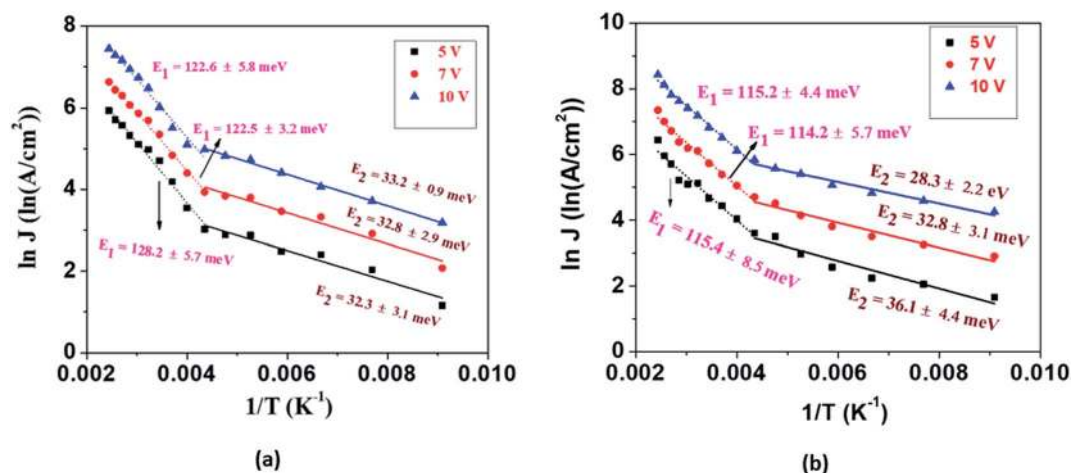 ln J (ln(A/cm²))
8
6
4
2
0
5 V
7 V
10 V
E₁ = 122.6 ± 5.8 meV
E₁ = 122.5 ± 3.2 meV
E₂ = 33.2 ± 0.9 meV
E₂ = 32.8 ± 2.9 meV
E₁ = 128.2 ± 5.7 meV
E₂ = 32.3 ± 3.1 meV
0.002 0.004 0.006 0.008 0.010
1/T (K⁻¹)
(a)
ln J (ln(A/cm²))
10
8
6
4
2
0
5 V
7 V
10 V
E₁ = 115.2 ± 4.4 meV
E₁ = 114.2 ± 5.7 meV
E₂ = 28.3 ± 2.2 eV
E₂ = 32.8 ± 3.1 meV
E₁ = 115.4 ± 8.5 meV
E₂ = 36.1 ± 4.4 meV
0.002 0.004 0.006 0.008 0.010
1/T (K⁻¹)
(b)